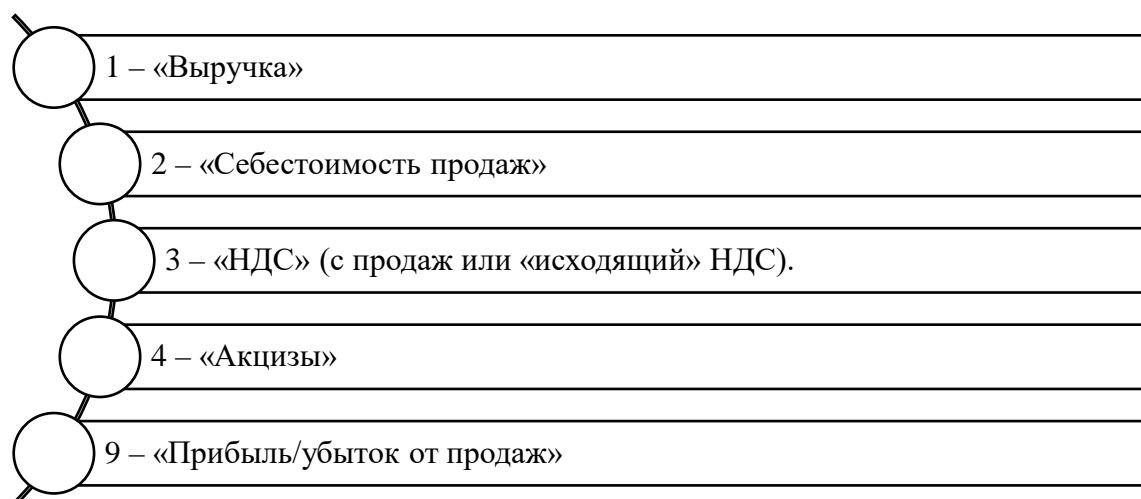 1 – «Выручка»
2 – «Себестоимость продаж»
3 – «НДС» (с продаж или «исходящий» НДС).
4 – «Акцизы»
9 – «Прибыль/убыток от продаж»